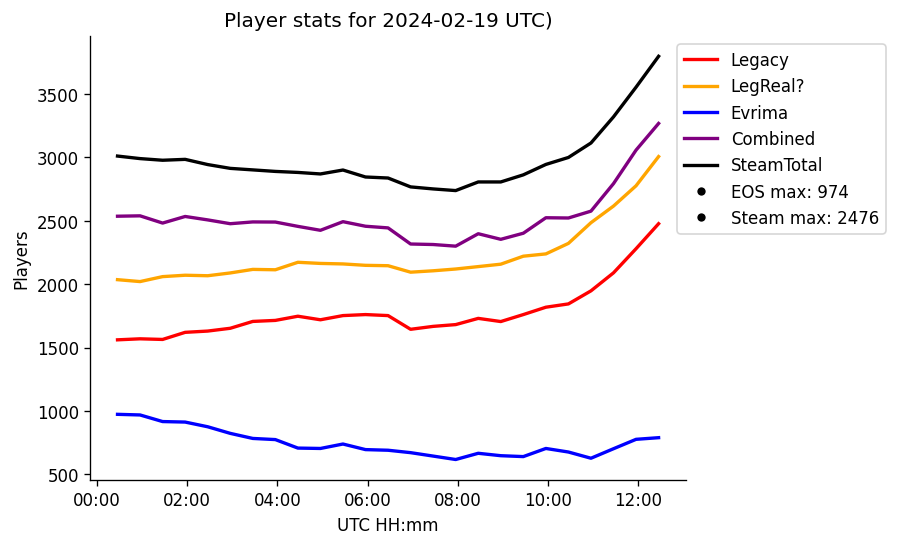 Player stats for 2024-02-19 UTC)
Legacy
LegReal?
Evrima
Combined
SteamTotal
EOS max: 974
Steam max: 2476
Players
3500
3000
2500
2000
1500
1000
500
00:00 02:00 04:00 06:00 08:00 10:00 12:00
UTC HH:mm